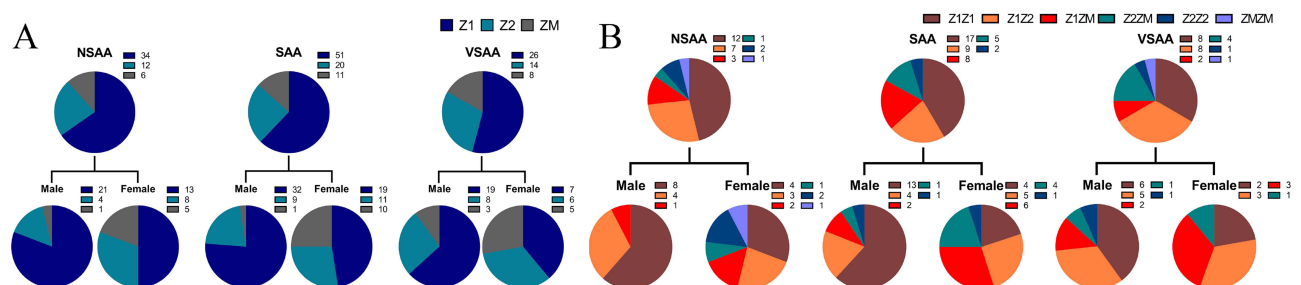 A
Z1 Z2 ZM
NSAA
34
12
6
SAA
51
20
11
VSAA
26
14
8
Male
21
4
1
Female
13
8
5
Male
32
9
1
Female
19
11
10
Male
19
8
3
Female
7
6
5
B
Z1Z1 Z1Z2 Z1ZM Z2ZM Z2Z2 ZMZM
NSAA
12 1
7 2
3 1
SAA
17 5
9 2
8
VSAA
8 4
8 1
2 1
Male
8
4
1
Female
4 1
3 2
2 1
Male
13 1
4 1
2
Female
4 4
5 1
6
Male
6 1
5 1
2
Female
2 3
3 1